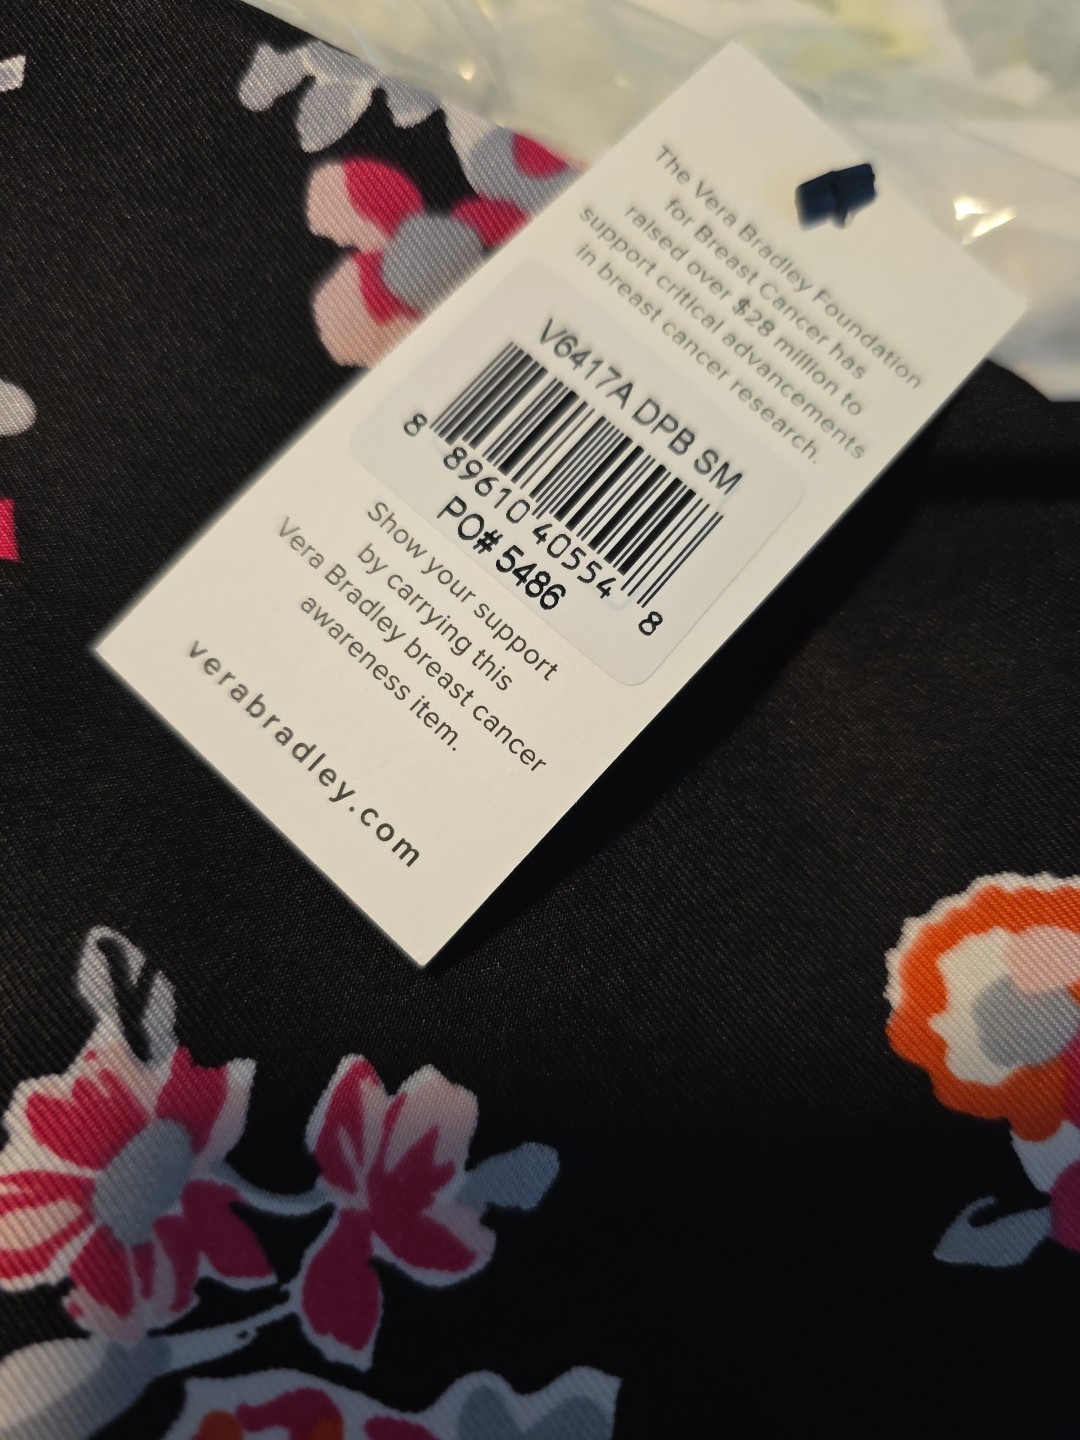 The Vera Bradley Foundation
for Breast Cancer has
raised over $28 million to
support critical advancements
in breast cancer research.
V6417A DPB SM
8 89610 40554 8
PO# 5486
Show your support
by carrying this
Vera Bradley breast cancer
awareness item.
verabradley.com